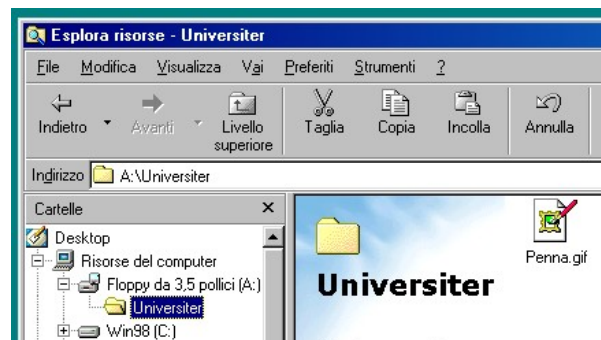 Esplora risorse - Universiter
File Modifica Visualizza Vai Preferiti Strumenti ?
Indietro Avanti Livello superiore Taglia Copia Incolla Annulla
Indirizzo A:\Universiter
Cartelle
Desktop
Risorse del computer
Floppy da 3,5 pollici (A:)
Universiter
Win98 (C:)
Universiter
Penna.gif